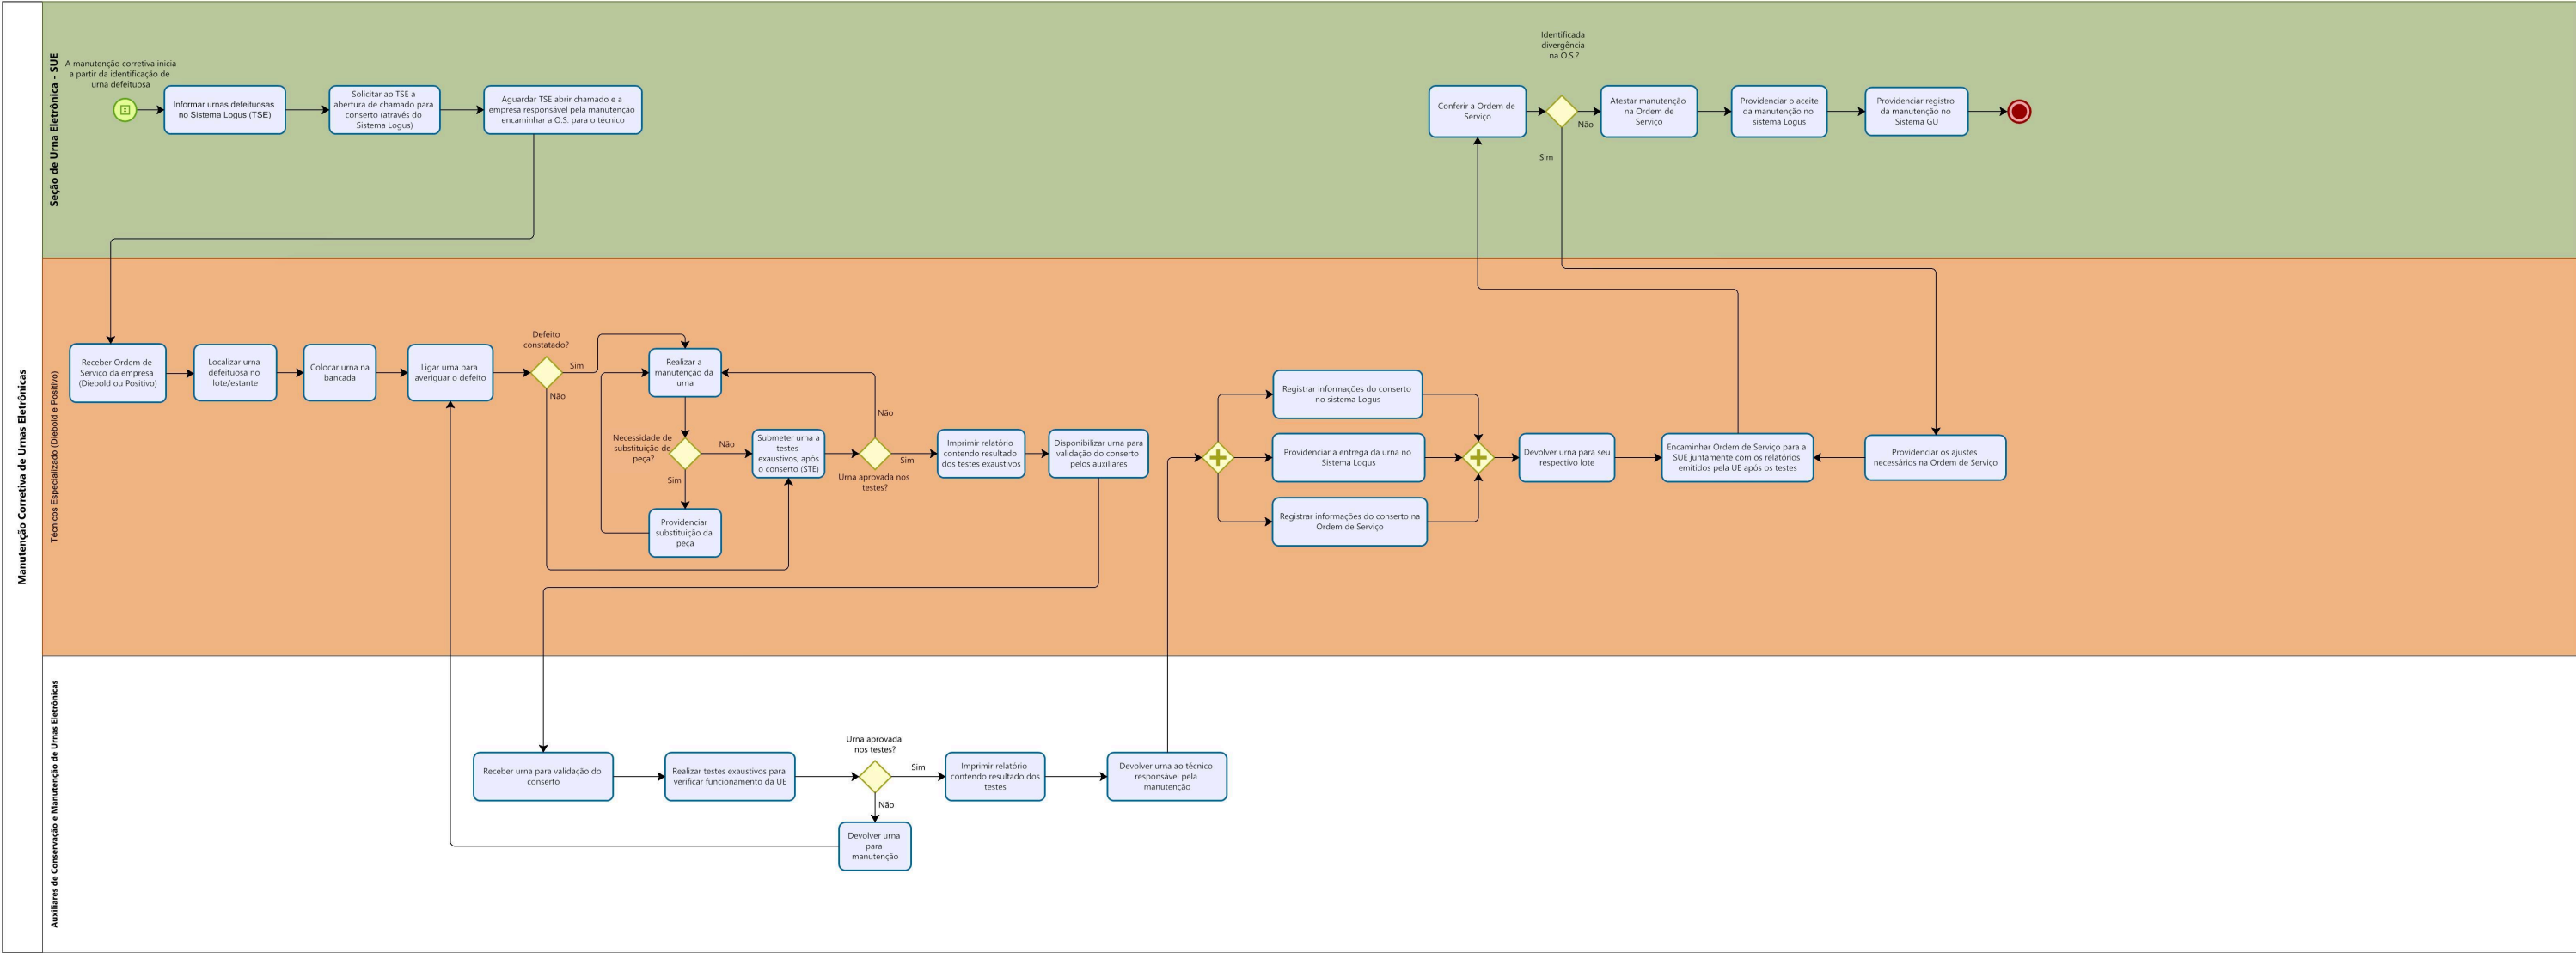 Manutenção Corretiva de Urnas Eletrônicas
Seção de Urna Eletrônica - SUE
A manutenção corretiva inicia
a partir da identificação de
urna defeituosa
Informar urnas defeituosas
no Sistema Logus (TSE)
Solicitar ao TSE a
abertura de chamado para
conserto (através do
Sistema Logus)
Aguardar TSE abrir chamado e a
empresa responsável pela manutenção
encaminhar a O.S. para o técnico
Conferir a Ordem de
Serviço
Identificada
divergência
na O.S.?
Não
Sim
Atestar manutenção
na Ordem de
Serviço
Providenciar o aceite
da manutenção no
sistema Logus
Providenciar registro
da manutenção no
Sistema GU
Técnicos Especializado (Diebold e Positivo)
Receber Ordem de
Serviço da empresa
(Diebold ou Positivo)
Localizar urna
defeituosa no
lote/estante
Colocar urna na
bancada
Ligar urna para
averiguar o defeito
Defeito
constatado?
Sim
Não
Realizar a
manutenção da
urna
Necessidade de
substituição de
peça?
Não
Sim
Providenciar
substituição da
peça
Submeter urna a
testes
exaustivos, após
o conserto (STE)
Não
Sim
Urna aprovada nos
testes?
Imprimir relatório
contendo resultado
dos testes exaustivos
Disponibilizar urna para
validação do conserto
pelos auxiliares
Registrar informações do conserto
no sistema Logus
Providenciar a entrega da urna no
Sistema Logus
Registrar informações do conserto na
Ordem de Serviço
Devolver urna para seu
respectivo lote
Encaminhar Ordem de Serviço para a
SUE juntamente com os relatórios
emitidos pela UE após os testes
Providenciar os ajustes
necessários na Ordem de Serviço
Auxiliares de Conservação e Manutenção de Urnas Eletrônicas
Receber urna para validação do
conserto
Realizar testes exaustivos para
verificar funcionamento da UE
Urna aprovada
nos testes?
Sim
Não
Imprimir relatório
contendo resultado dos
testes
Devolver urna ao técnico
responsável pela
manutenção
Devolver urna
para
manutenção